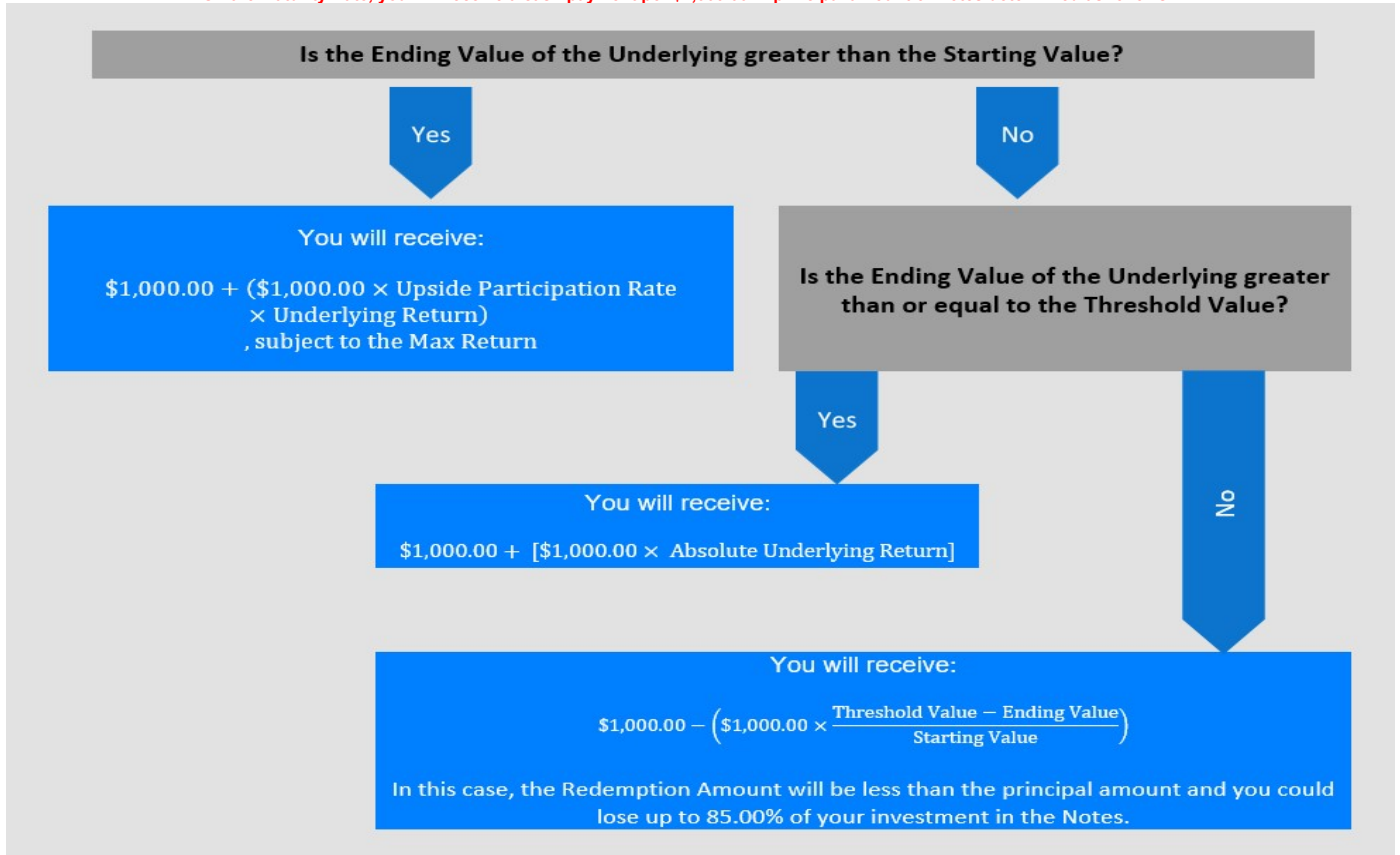 Is the Ending Value of the Underlying greater than the Starting Value?
Yes
No
You will receive:
$1,000.00 + ($1,000.00 × Upside Participation Rate
× Underlying Return)
, subject to the Max Return
Is the Ending Value of the Underlying greater
than or equal to the Threshold Value?
Yes
No
You will receive:
$1,000.00 + [$1,000.00 × Absolute Underlying Return]
You will receive:
$1,000.00 − ($1,000.00 × Threshold Value − Ending Value
Starting Value)
In this case, the Redemption Amount will be less than the principal amount and you could
lose up to 85.00% of your investment in the Notes.